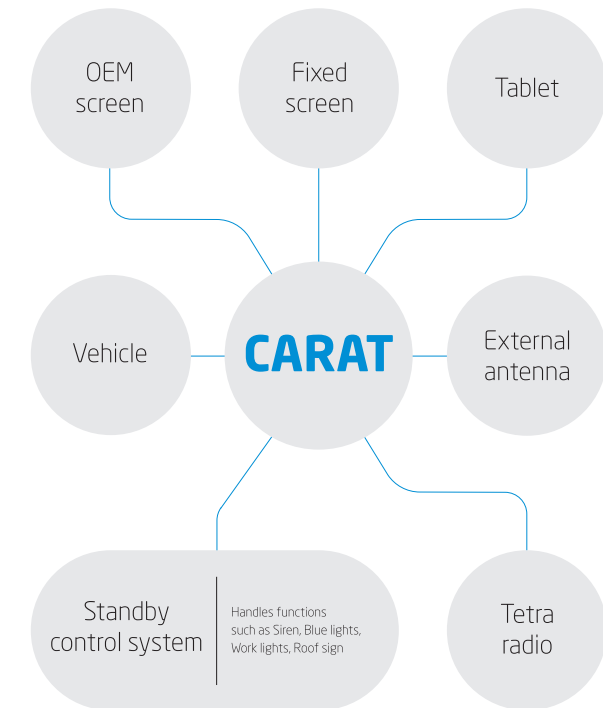 OEM
screen
Fixed
screen
Tablet
Vehicle
CARAT
External
antenna
Standby
control system
Handles functions
such as Siren, Blue lights,
Work lights, Roof sign
Tetra
radio